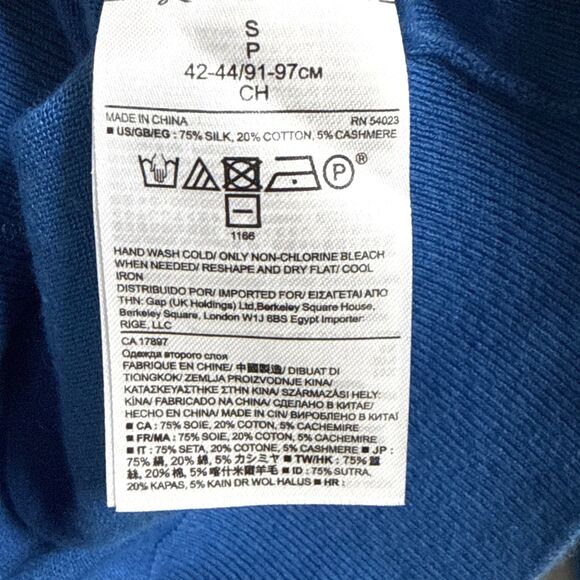 S
P
42-44/91-97CM
CH
MADE IN CHINA RN 54023
■ US/GB/EG : 75% SILK, 20% COTTON, 5% CASHMERE
P®
1166
HAND WASH COLD/ ONLY NON-CHLORINE BLEACH
WHEN NEEDED/ RESHAPE AND DRY FLAT/ COOL
IRON
DISTRIBUIDO POR/ IMPORTED FOR/ ΕΙΣΑΓΕΤΑΙ ΑΠΟ
ΤΗΝ: Gap (UK Holdings) Ltd,Berkeley Square House,
Berkeley Square, London W1J 6BS Egypt Importer:
RIGE, LLC
CA 17897
Одежда второго слоя
FABRIQUE EN CHINE/ 中國製造/ DIBUAT DI
TIONGKOK/ ZEMLJA PROIZVODNJE KINA/
ΚΑΤΑΣΚΕΥΑΣΤΗΚΕ ΣΤΗΝ ΚΙΝΑ/ SZÁRMAZÁSI HELY:
KÍNA/ FABRICADO NA CHINA/ СДЕЛАНО В КИТАЕ/
HECHO EN CHINA/ MADE IN CIN/ ВИРОБЛЕНО В КИТАЇ
■ CA : 75% SOIE, 20% COTON, 5% CACHEMIRE
■ FR/MA : 75% SOIE, 20% COTON, 5% CACHEMIRE
■ IT : 75% SETA, 20% COTONE, 5% CASHMERE ■ JP :
75% 絹, 20% 綿, 5% カシミヤ ■ TW/HK : 75% 蠶
絲, 20% 棉, 5% 喀什米爾羊毛 ■ ID : 75% SUTRA,
20% KAPAS, 5% KAIN DR WOL HALUS ■ HR :